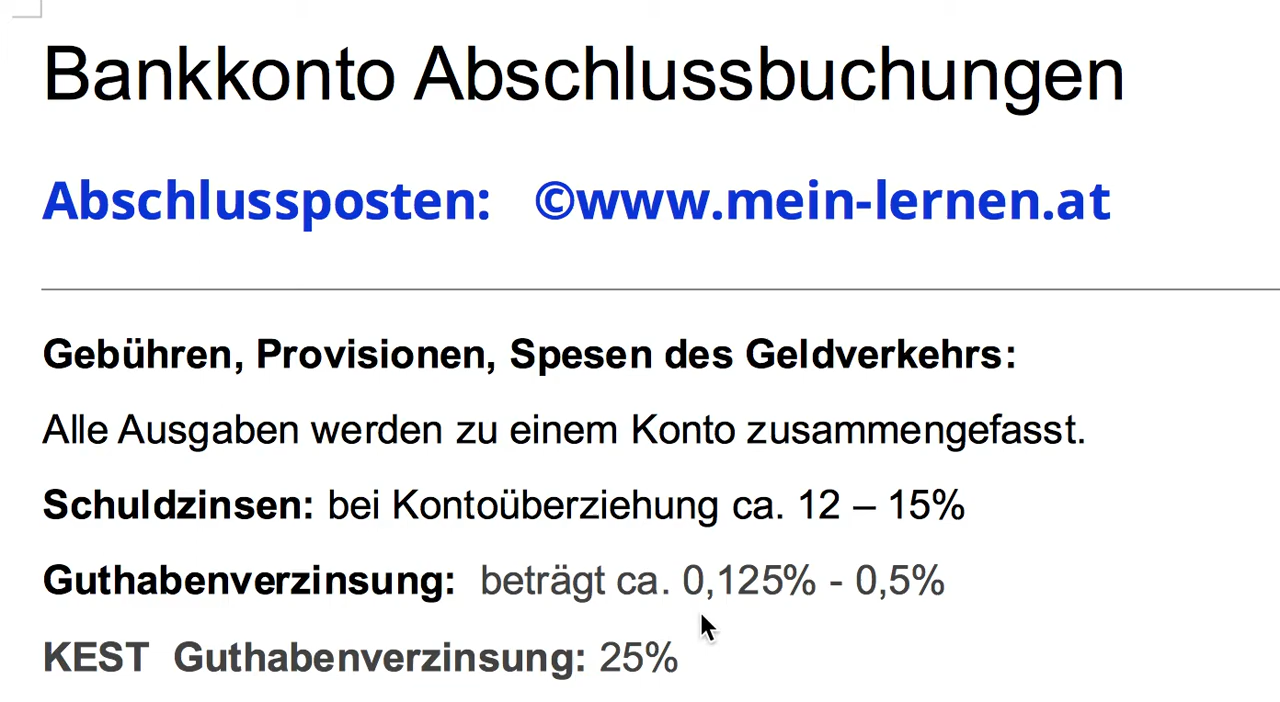 Bankkonto Abschlussbuchungen
Abschlussposten: ©www.mein-lernen.at
Gebühren, Provisionen, Spesen des Geldverkehrs:
Alle Ausgaben werden zu einem Konto zusammengefasst.
Schuldzinsen: bei Kontoüberziehung ca. 12 – 15%
Guthabenverzinsung: beträgt ca. 0,125% - 0,5%
KEST Guthabenverzinsung: 25%